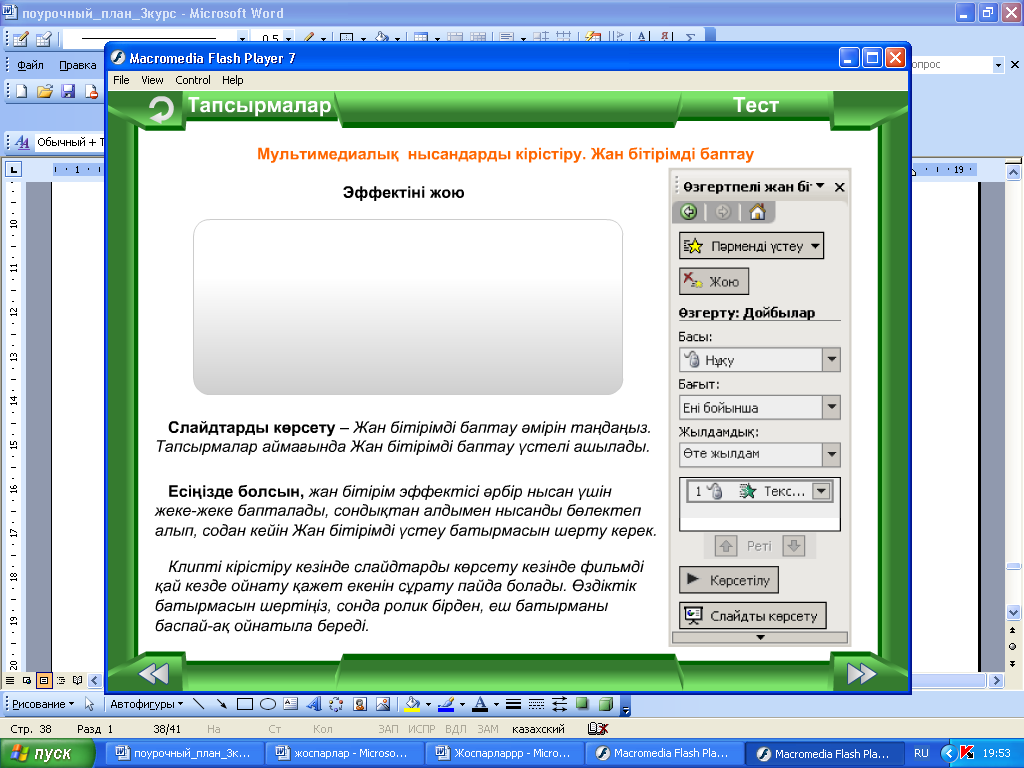 поурочный_план_3курс - Microsoft Word
0,5
Файл
Правка
опрос
Обычный + Т
Macromedia Flash Player 7
File View Control Help
Тапсырмалар
Тест
Мультимедиалық нысандарды кірістіру. Жан бітірімді баптау
Эффектіні жою
Слайдтарды көрсету – Жан бітірімді баптау әмірін таңдаңыз.
Тапсырмалар аймағында Жан бітірімді баптау үстелі ашылады.
Есіңізде болсын, жан бітірім эффектісі әрбір нысан үшін
жеке-жеке бапталады, сондықтан алдымен нысанды бөлектеп
алып, содан кейін Жан бітірімді үстеу батырмасын шерту керек.
Клипті кірістіру кезінде слайдтарды көрсету кезінде фильмді
қай кезде ойнату қажет екенін сұрату пайда болады. Өздіктік
батырмасын шертіңіз, сонда ролик бірден, еш батырманы
баспай-ақ ойнатыла береді.
Өзгертпелі жан бі
Пәрменді үстеу
Жою
Өзгерту: Дойбылар
Басы:
Нұқу
Бағыт:
Ені бойынша
Жылдамдық:
Өте жылдам
1 Текс...
Реті
Көрсетілу
Слайдты көрсету
Рисование Автофигуры
Стр. 38 Разд 1 38/41 На Ст Кол ЗАП ИСПР ВДЛ ЗАМ казахский
пуск
поурочный_план_3к...
жоспарлар - Microso...
Жоспарларрр - Micro...
Macromedia Flash Pla...
Macromedia Flash Pla...
RU
19:53